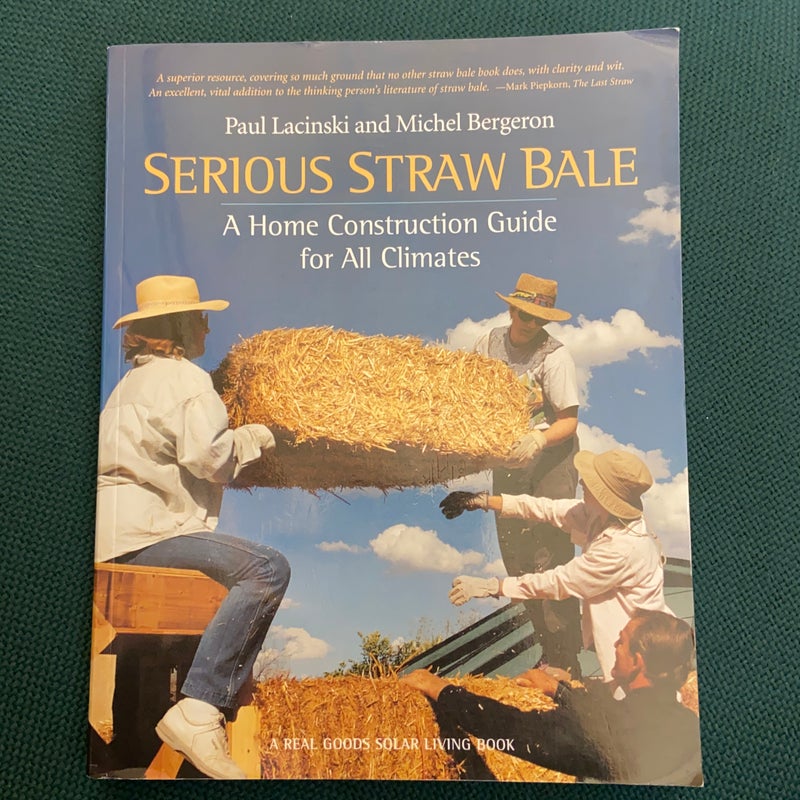 A superior resource, covering so much ground that no other straw bale book does, with clarity and wit.
An excellent, vital addition to the thinking person's literature of straw bale. —Mark Piepkorn, The Last Straw
Paul Lacinski and Michel Bergeron
SERIOUS STRAW BALE
A Home Construction Guide
for All Climates
A REAL GOODS SOLAR LIVING BOOK